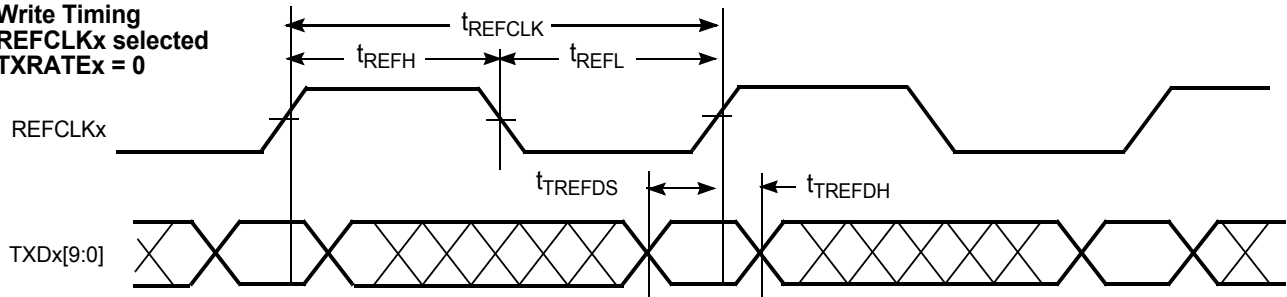 Write Timing
REFCLKx selected
TXRATEx = 0
tREFCLK
tREFH
tREFL
REFCLKx
tTREFDS
tTREFDH
TXDx[9:0]